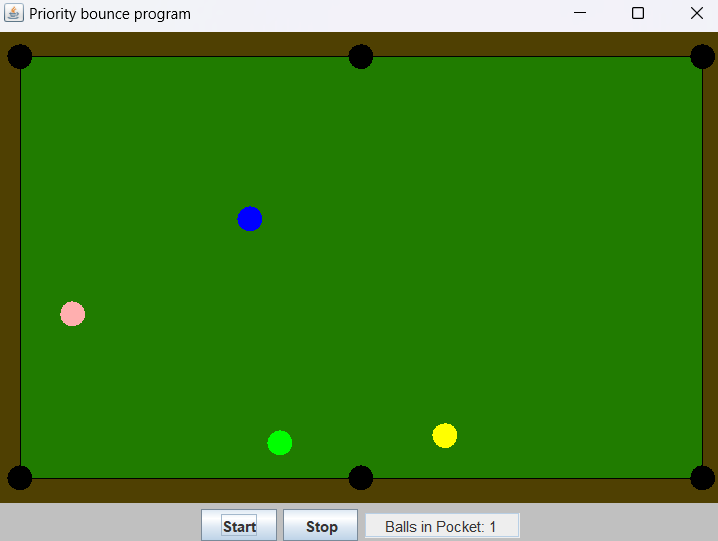 Priority bounce program
Start
Stop
Balls in Pocket: 1